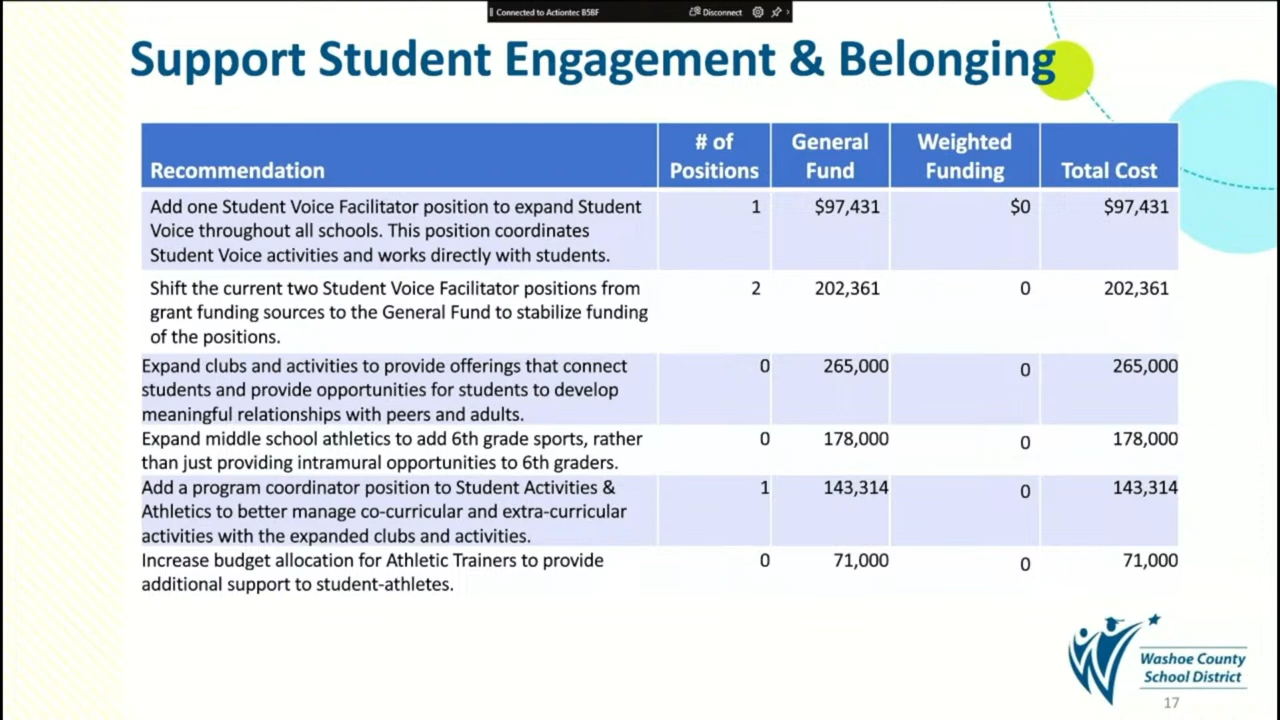 Connected to Actiontec B5BF Disconnect
Support Student Engagement & Belonging
Recommendation # of Positions General Fund Weighted Funding Total Cost
Add one Student Voice Facilitator position to expand Student 1 $97,431 $0 $97,431
Voice throughout all schools. This position coordinates
Student Voice activities and works directly with students.
Shift the current two Student Voice Facilitator positions from 2 202,361 0 202,361
grant funding sources to the General Fund to stabilize funding
of the positions.
Expand clubs and activities to provide offerings that connect 0 265,000 0 265,000
students and provide opportunities for students to develop
meaningful relationships with peers and adults.
Expand middle school athletics to add 6th grade sports, rather 0 178,000 0 178,000
than just providing intramural opportunities to 6th graders.
Add a program coordinator position to Student Activities & 1 143,314 0 143,314
Athletics to better manage co-curricular and extra-curricular
activities with the expanded clubs and activities.
Increase budget allocation for Athletic Trainers to provide 0 71,000 0 71,000
additional support to student-athletes.
Washoe County
School District
17